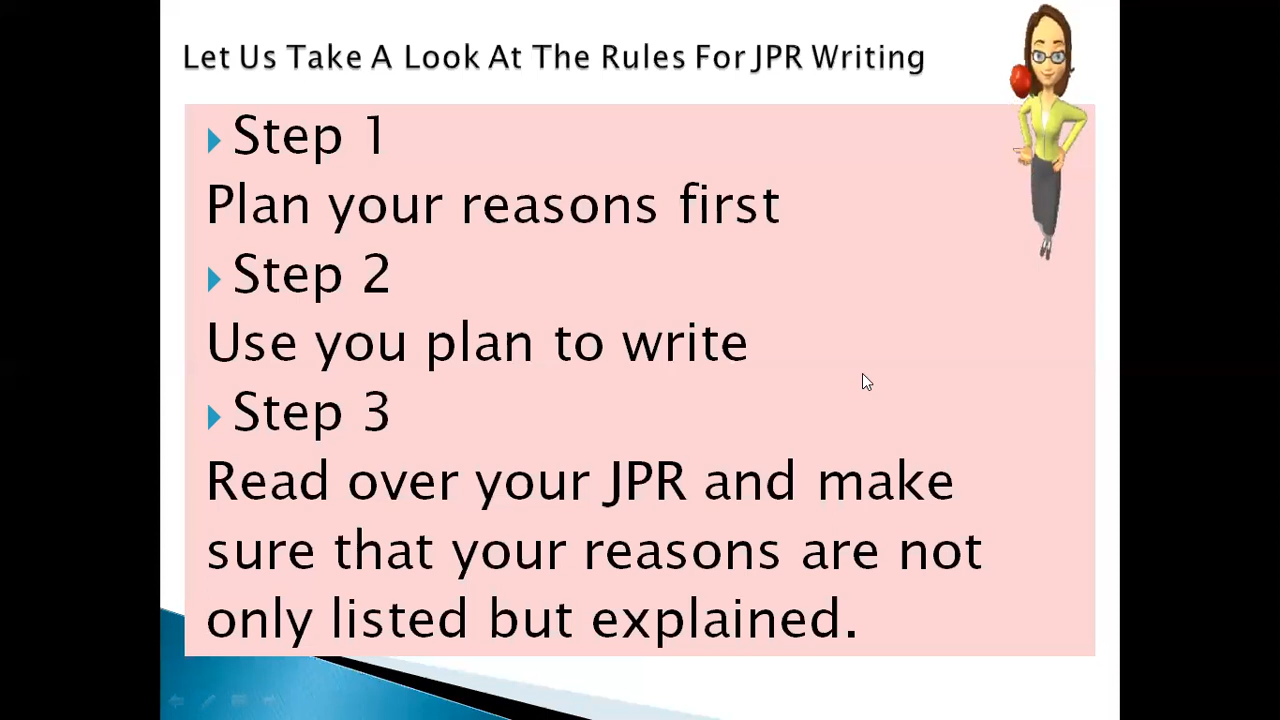 Let Us Take A Look At The Rules For JPR Writing
Step 1
Plan your reasons first
Step 2
Use you plan to write
Step 3
Read over your JPR and make
sure that your reasons are not
only listed but explained.